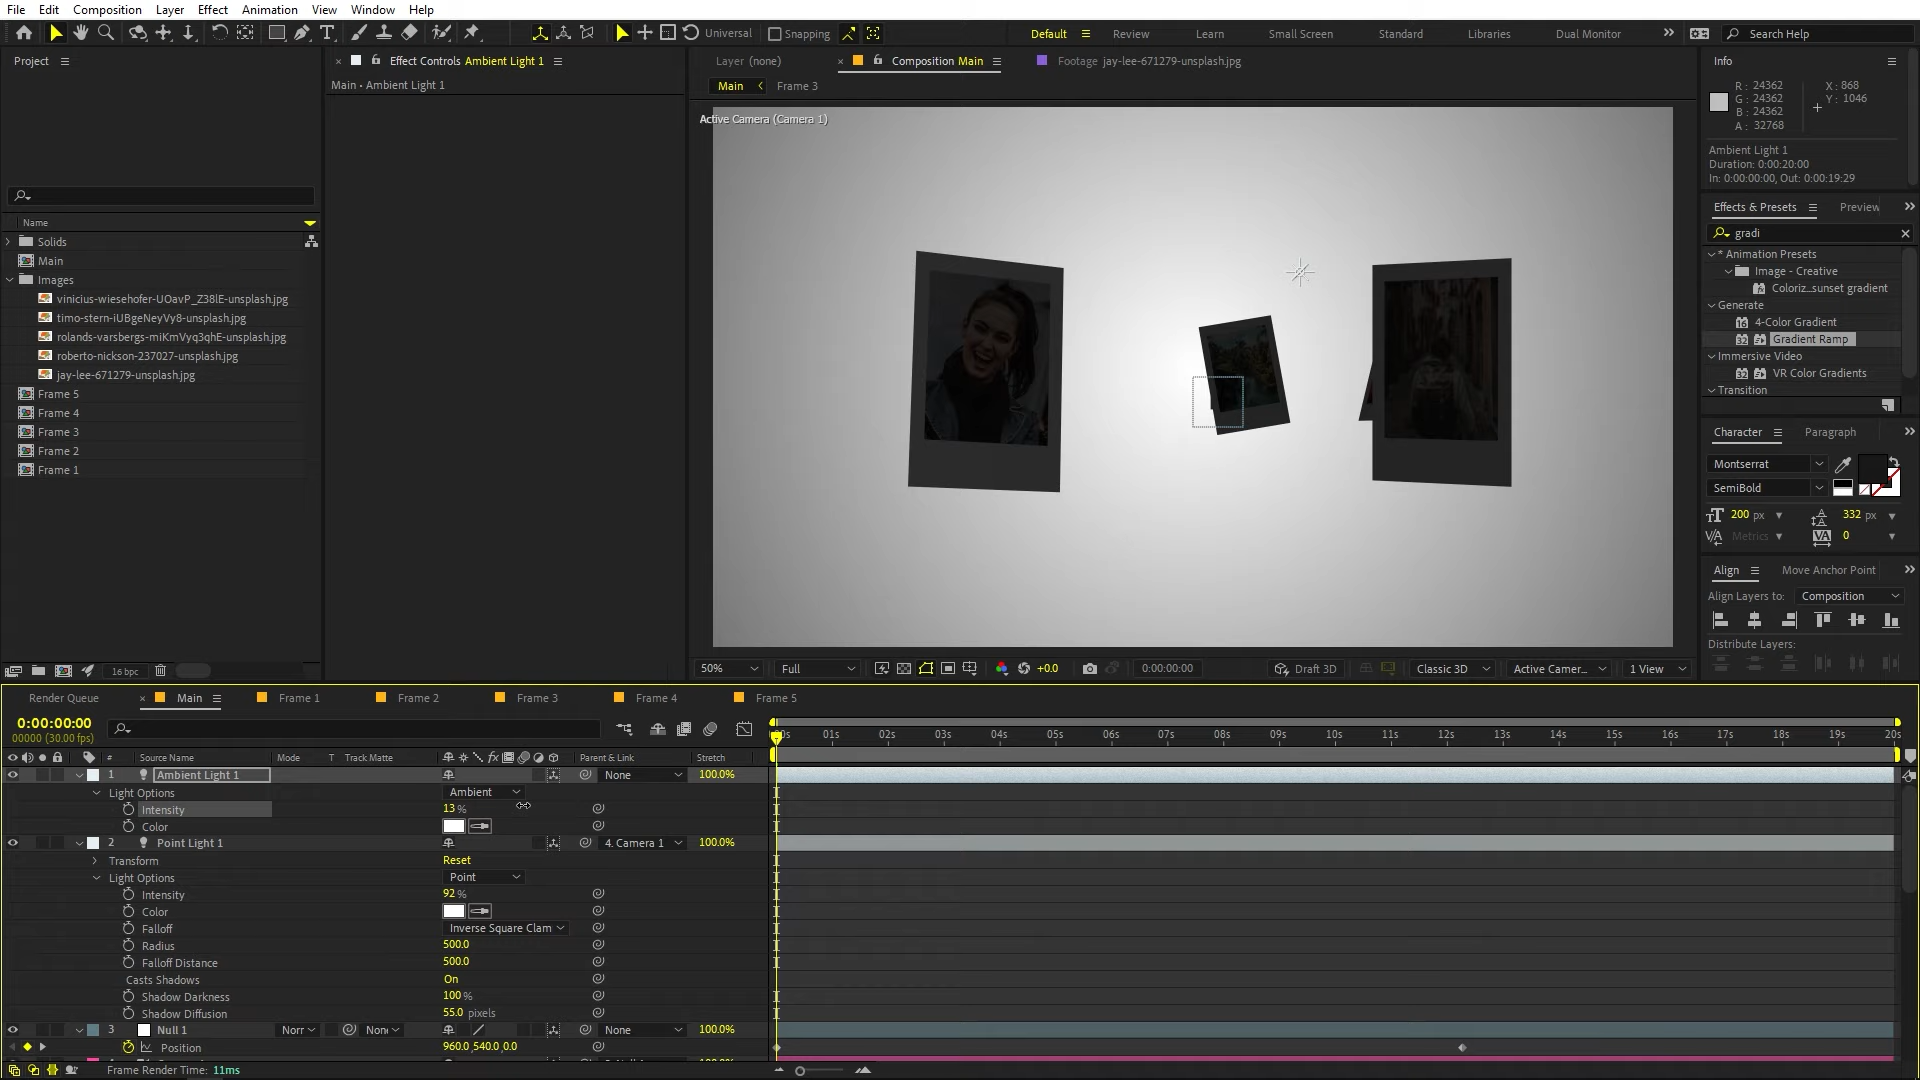 File Edit Composition Layer Effect Animation View Window Help
Universal Snapping Default Review Learn Small Screen Standard Libraries Dual Monitor Search Help
Project
Effect Controls Ambient Light 1
Main • Ambient Light 1
Layer (none) Composition Main Footage jay-lee-671279-unsplash.jpg
Main Frame 3
Active Camera (Camera 1)
Info
R : 24362 X : 868
G : 24362 Y : 1046
B : 24362
A : 32768
Ambient Light 1
Duration: 0:00:20:00
In: 0:00:00:00, Out: 0:00:19:29
Name
Solids
Main
Images
vinicius-wiesehofer-UOavP_Z38lE-unsplash.jpg
timo-stern-iUBgeNeyVy8-unsplash.jpg
rolands-varsbergs-miKmVyq3qhE-unsplash.jpg
roberto-nickson-237027-unsplash.jpg
jay-lee-671279-unsplash.jpg
Frame 5
Frame 4
Frame 3
Frame 2
Frame 1
16 bpc
Effects & Presets Preview
gradi
* Animation Presets
Image - Creative
Coloriz...sunset gradient
Generate
4-Color Gradient
Gradient Ramp
Immersive Video
VR Color Gradients
Transition
Character Paragraph
Montserrat
SemiBold
200 px 332 px
Metrics 0
Align Move Anchor Point
Align Layers to: Composition
Distribute Layers:
50% Full +0.0 0:00:00:00 Draft 3D Classic 3D Active Camer... 1 View
Render Queue Main Frame 1 Frame 2 Frame 3 Frame 4 Frame 5
0:00:00:00
00000 (30.00 fps)
00s 01s 02s 03s 04s 05s 06s 07s 08s 09s 10s 11s 12s 13s 14s 15s 16s 17s 18s 19s 20s
# Source Name Mode T Track Matte Parent & Link Stretch
1 Ambient Light 1 None 100.0%
Light Options Ambient
Intensity 13 %
Color
2 Point Light 1 4. Camera 1 100.0%
Transform Reset
Light Options Point
Intensity 92 %
Color
Falloff Inverse Square Clam
Radius 500.0
Falloff Distance 500.0
Casts Shadows On
Shadow Darkness 100 %
Shadow Diffusion 55.0 pixels
3 Null 1 Norr None 100.0%
Position 960.0,540.0,0.0
Frame Render Time: 11ms